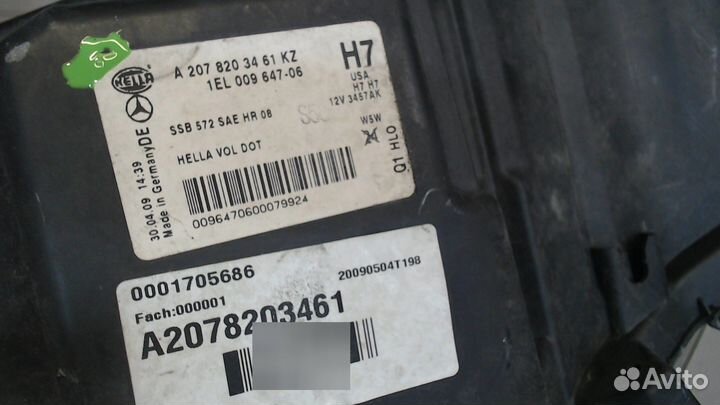 HELLA
A 207 820 34 61 KZ
1EL 009 647-06
H7
USA
H7 H7
12V 3457AK
W5W
SSB 572 SAE HR 08
HELLA VOL DOT
Q1 HLO
DE
30.04.09 14:39
Made in Germany
0096470600079924
0001705686
20090504T198
Fach:000001
A2078203461
Avito